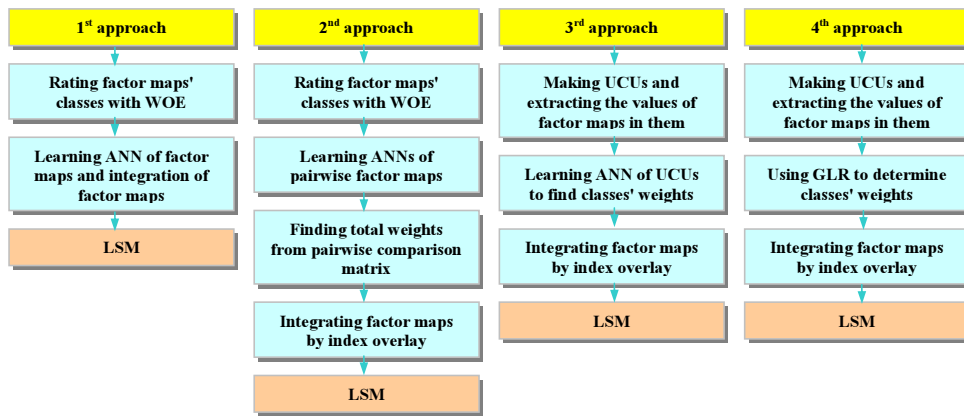 1st approach
Rating factor maps'
classes with WOE
Learning ANN of factor
maps and integration of
factor maps
LSM
2nd approach
Rating factor maps'
classes with WOE
Learning ANNs of
pairwise factor maps
Finding total weights
from pairwise comparison
matrix
Integrating factor maps
by index overlay
LSM
3rd approach
Making UCUs and
extracting the values of
factor maps in them
Learning ANN of UCUs
to find classes' weights
Integrating factor maps
by index overlay
LSM
4th approach
Making UCUs and
extracting the values of
factor maps in them
Using GLR to determine
classes' weights
Integrating factor maps
by index overlay
LSM